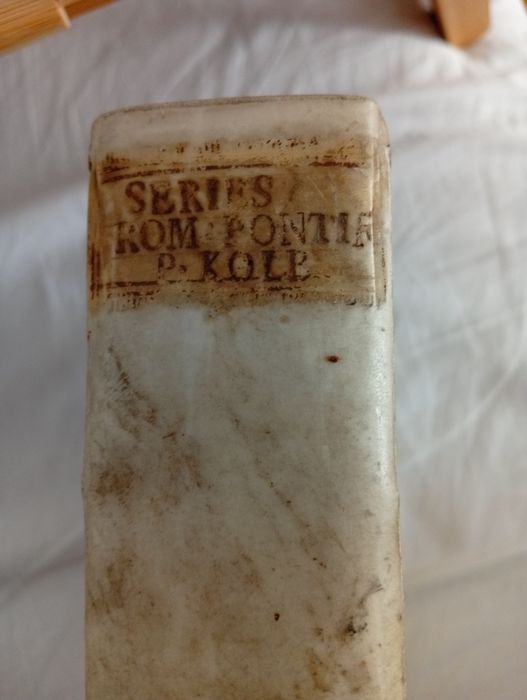 SERIES
ROM: PONTIF
P. KOLB